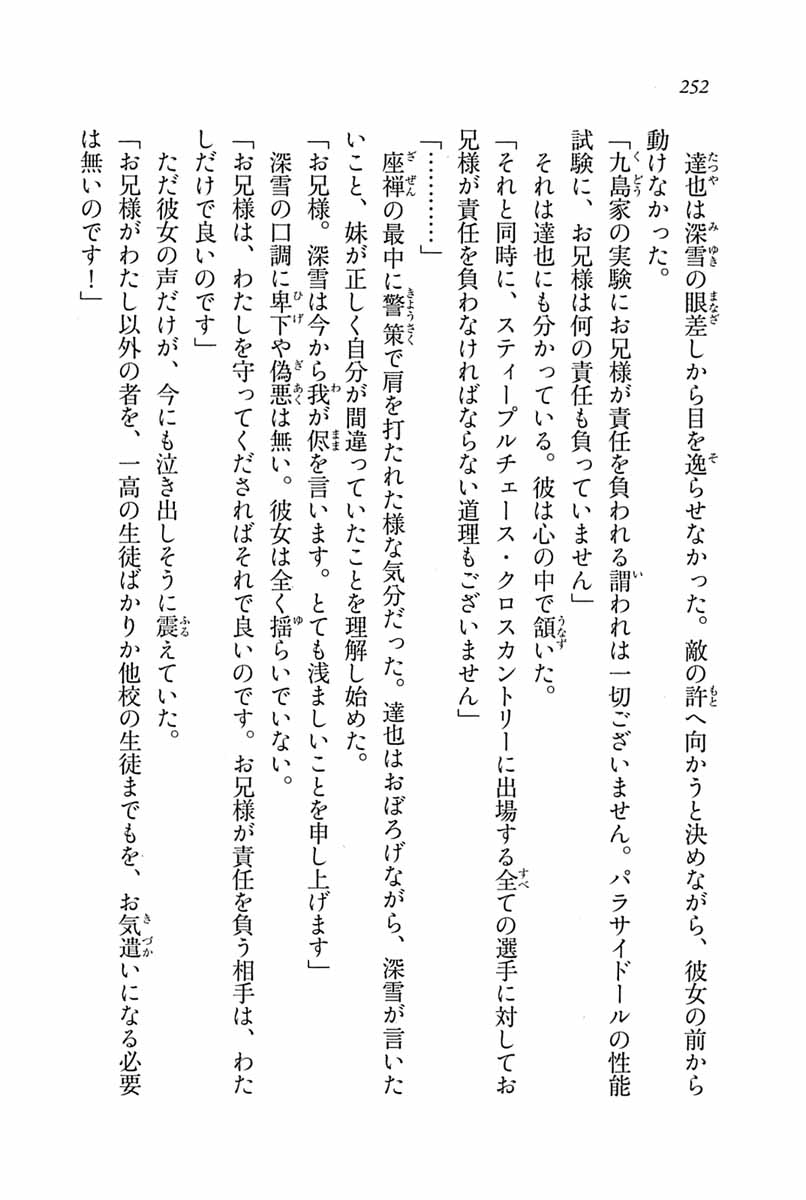 252
達也は深雪の眼差しから目を逸らせなかった。敵の許へ向かうと決めながら、彼女の前から
動けなかった。
「九島家の実験にお兄様が責任を負われる謂われは一切ございません。パラサイドールの性能
試験に、お兄様は何の責任も負っていません」
それは達也にも分かっている。彼は心の中で頷いた。
「それと同時に、スティープルチェース・クロスカントリーに出場する全ての選手に対してお
兄様が責任を負わなければならない道理もございません」
「…………」
座禅の最中に警策で肩を打たれた様な気分だった。達也はおぼろげながら、深雪が言いた
いこと、妹が正しく自分が間違っていたことを理解し始めた。
「お兄様。深雪は今から我が侭を言います。とても浅ましいことを申し上げます」
深雪の口調に卑下や偽悪は無い。彼女は全く揺らいでいない。
「お兄様は、わたしを守ってくださればそれで良いのです。お兄様が責任を負う相手は、わた
しだけで良いのです」
ただ彼女の声だけが、今にも泣き出しそうに震えていた。
「お兄様がわたし以外の者を、一高の生徒ばかりか他校の生徒までもを、お気遣いになる必要
は無いのです！」